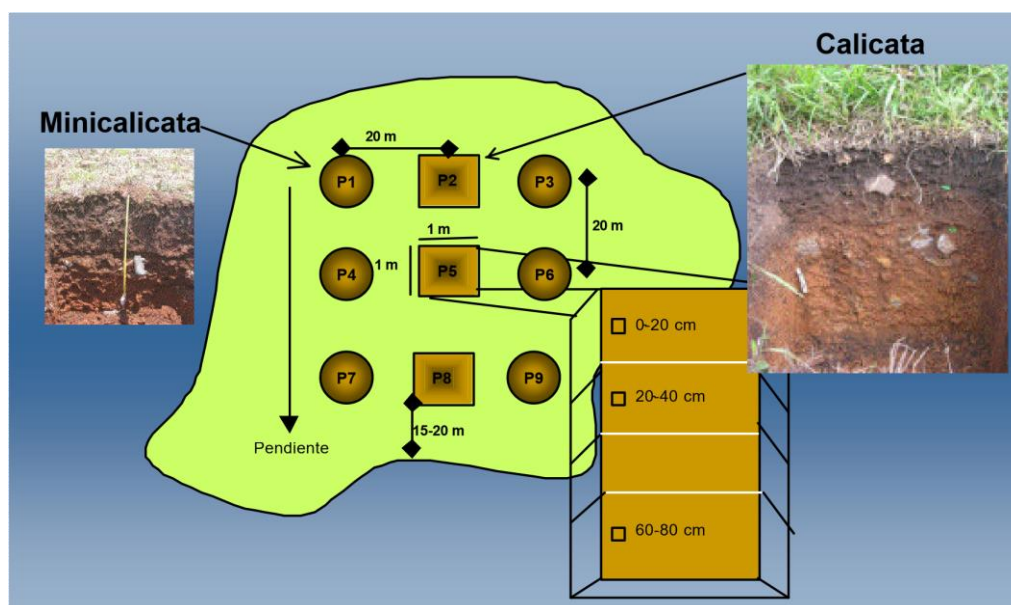 Calicata
Minicalicata
20 m
P1
P2
P3
20 m
1 m
P4
1 m
P5
P6
0-20 cm
P7
P8
P9
20-40 cm
15-20 m
Pendiente
60-80 cm